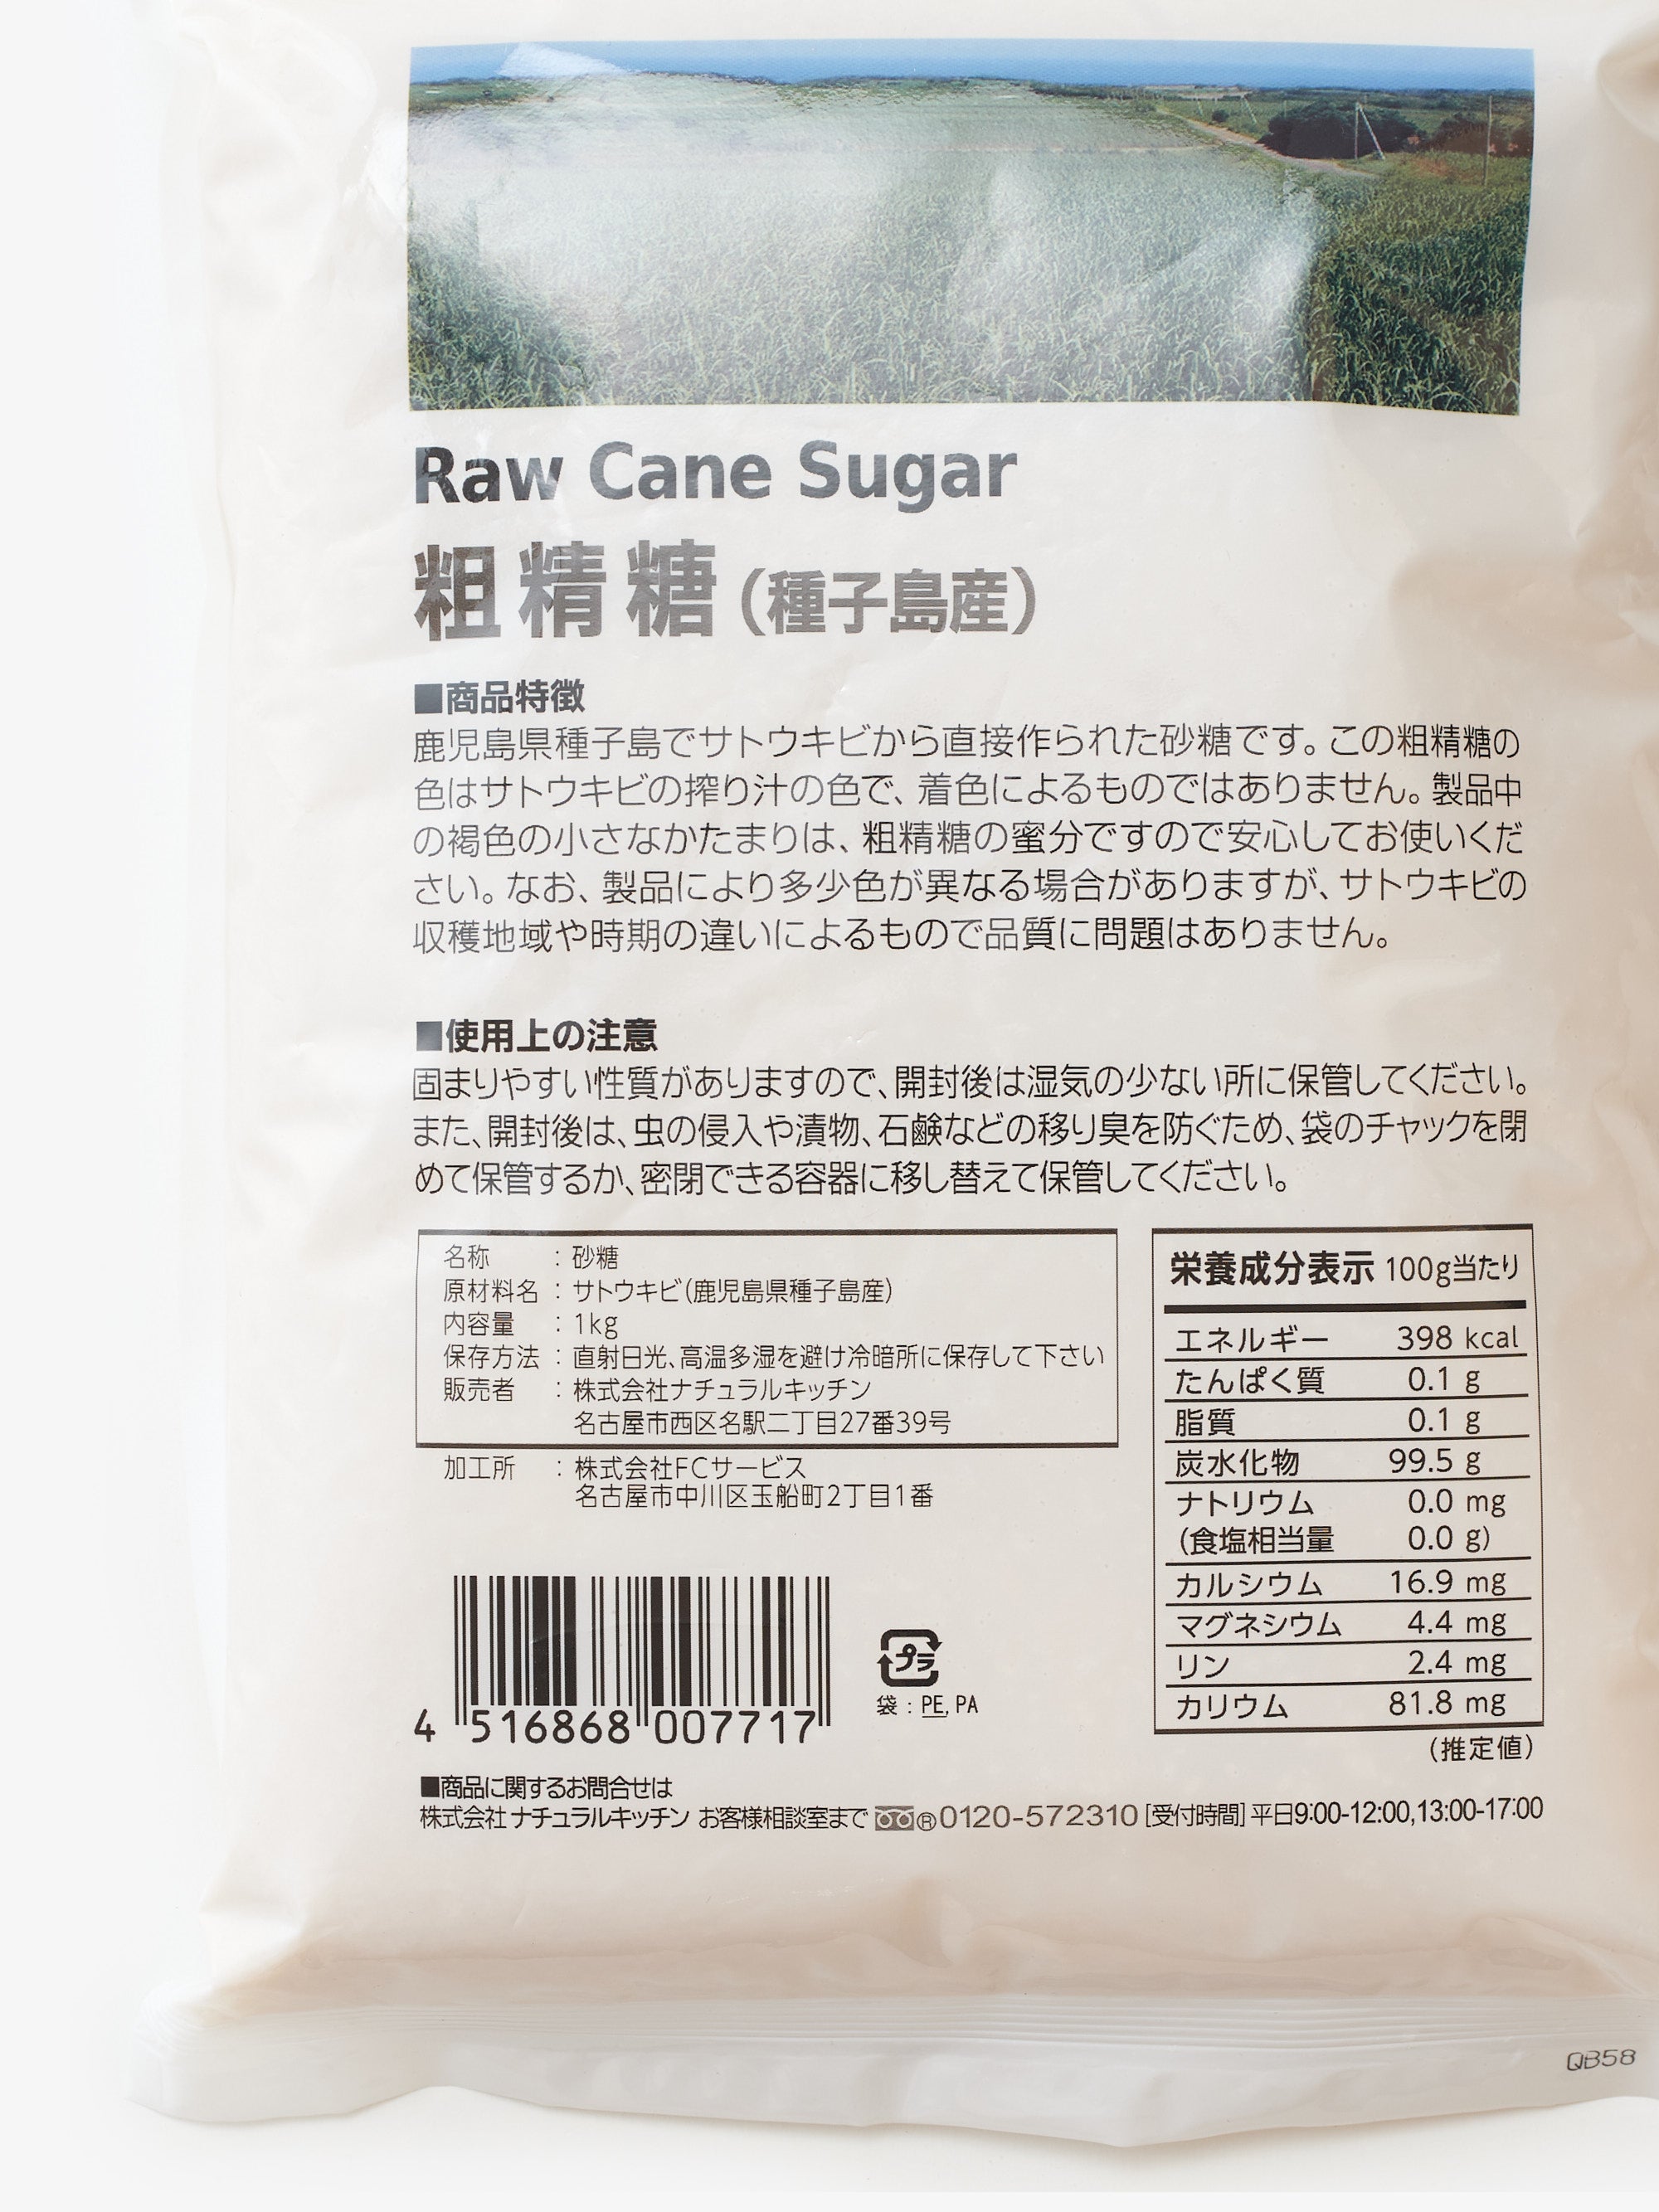 Raw Cane Sugar
粗精糖（種子島産）
■商品特徴
鹿児島県種子島でサトウキビから直接作られた砂糖です。この粗精糖の
色はサトウキビの搾り汁の色で、着色によるものではありません。製品中
の褐色の小さなかたまりは、粗精糖の蜜分ですので安心してお使いくだ
さい。なお、製品により多少色が異なる場合がありますが、サトウキビの
収穫地域や時期の違いによるもので品質に問題はありません。
■使用上の注意
固まりやすい性質がありますので、開封後は湿気の少ない所に保管してください。
また、開封後は、虫の侵入や漬物、石鹸などの移り臭を防ぐため、袋のチャックを閉
めて保管するか、密閉できる容器に移し替えて保管してください。
名称 : 砂糖
原材料名 : サトウキビ（鹿児島県種子島産）
内容量 : 1kg
保存方法 : 直射日光、高温多湿を避け冷暗所に保存して下さい
販売者 : 株式会社ナチュラルキッチン
名古屋市西区名駅二丁目27番39号
加工所 : 株式会社FCサービス
名古屋市中川区玉船町2丁目1番
栄養成分表示 100g当たり
エネルギー 398 kcal
たんぱく質 0.1 g
脂質 0.1 g
炭水化物 99.5 g
ナトリウム 0.0 mg
（食塩相当量 0.0 g）
カルシウム 16.9 mg
マグネシウム 4.4 mg
リン 2.4 mg
カリウム 81.8 mg
（推定値）
4 516868 007717
プラ
袋 : PE, PA
■商品に関するお問合せは
株式会社 ナチュラルキッチン お客様相談室まで ®0120-572310 [受付時間] 平日9:00-12:00,13:00-17:00
QB58